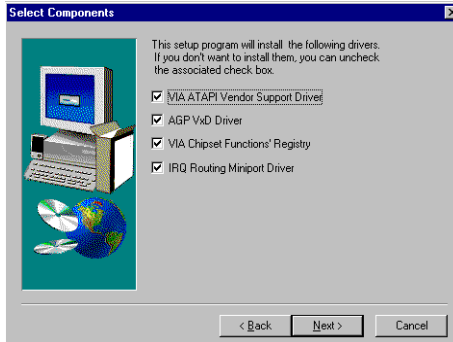 Select Components
This setup program will install the following drivers.
If you don't want to install them, you can uncheck
the associated check box.
VIA ATAPI Vendor Support Driver
AGP VxD Driver
VIA Chipset Functions' Registry
IRQ Routing Miniport Driver
< Back
Next >
Cancel